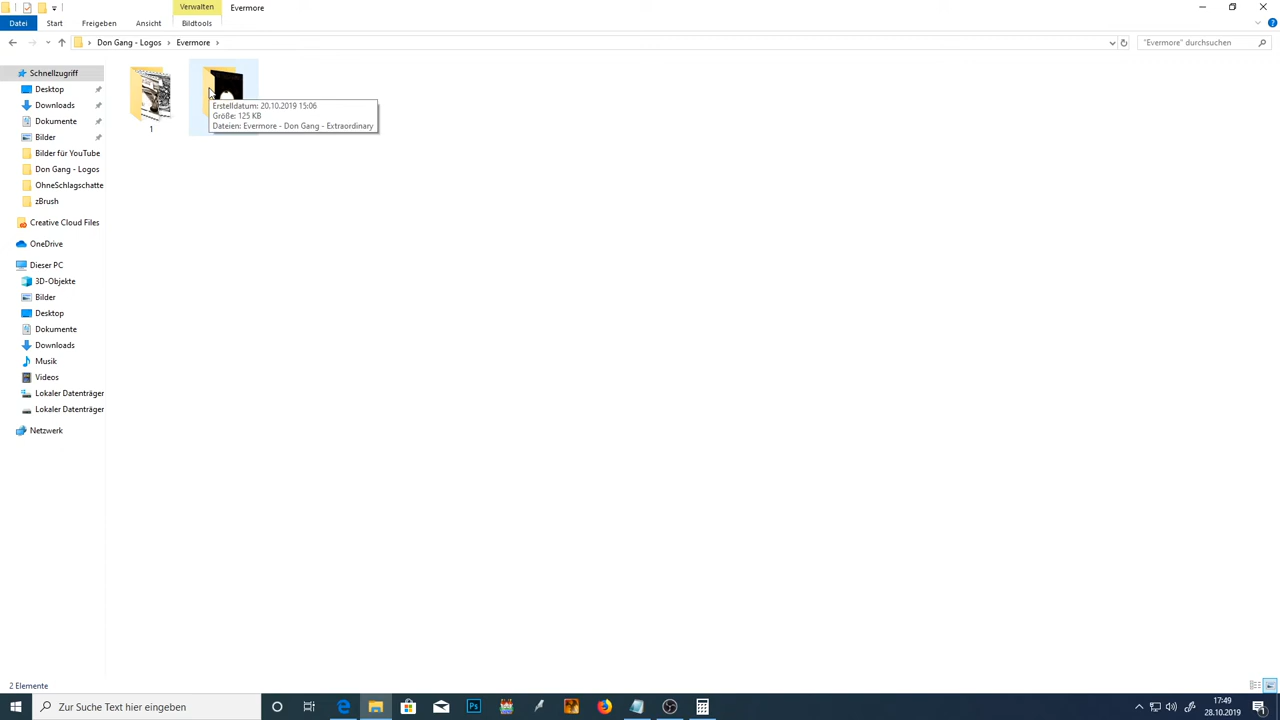 Verwalten
Evermore
Datei
Start
Freigeben
Ansicht
Bildtools
Don Gang - Logos
Evermore
"Evermore" durchsuchen
Schnellzugriff
Desktop
Downloads
Dokumente
Bilder
Bilder für YouTube
Don Gang - Logos
OhneSchlagschatte
zBrush
Creative Cloud Files
OneDrive
Dieser PC
3D-Objekte
Bilder
Desktop
Dokumente
Downloads
Musik
Videos
Lokaler Datenträger
Lokaler Datenträger
Netzwerk
1
Erstelldatum: 20.10.2019 15:06
Größe: 125 KB
Dateien: Evermore - Don Gang - Extraordinary
2 Elemente
Zur Suche Text hier eingeben
Ps
17:49
28.10.2019
1